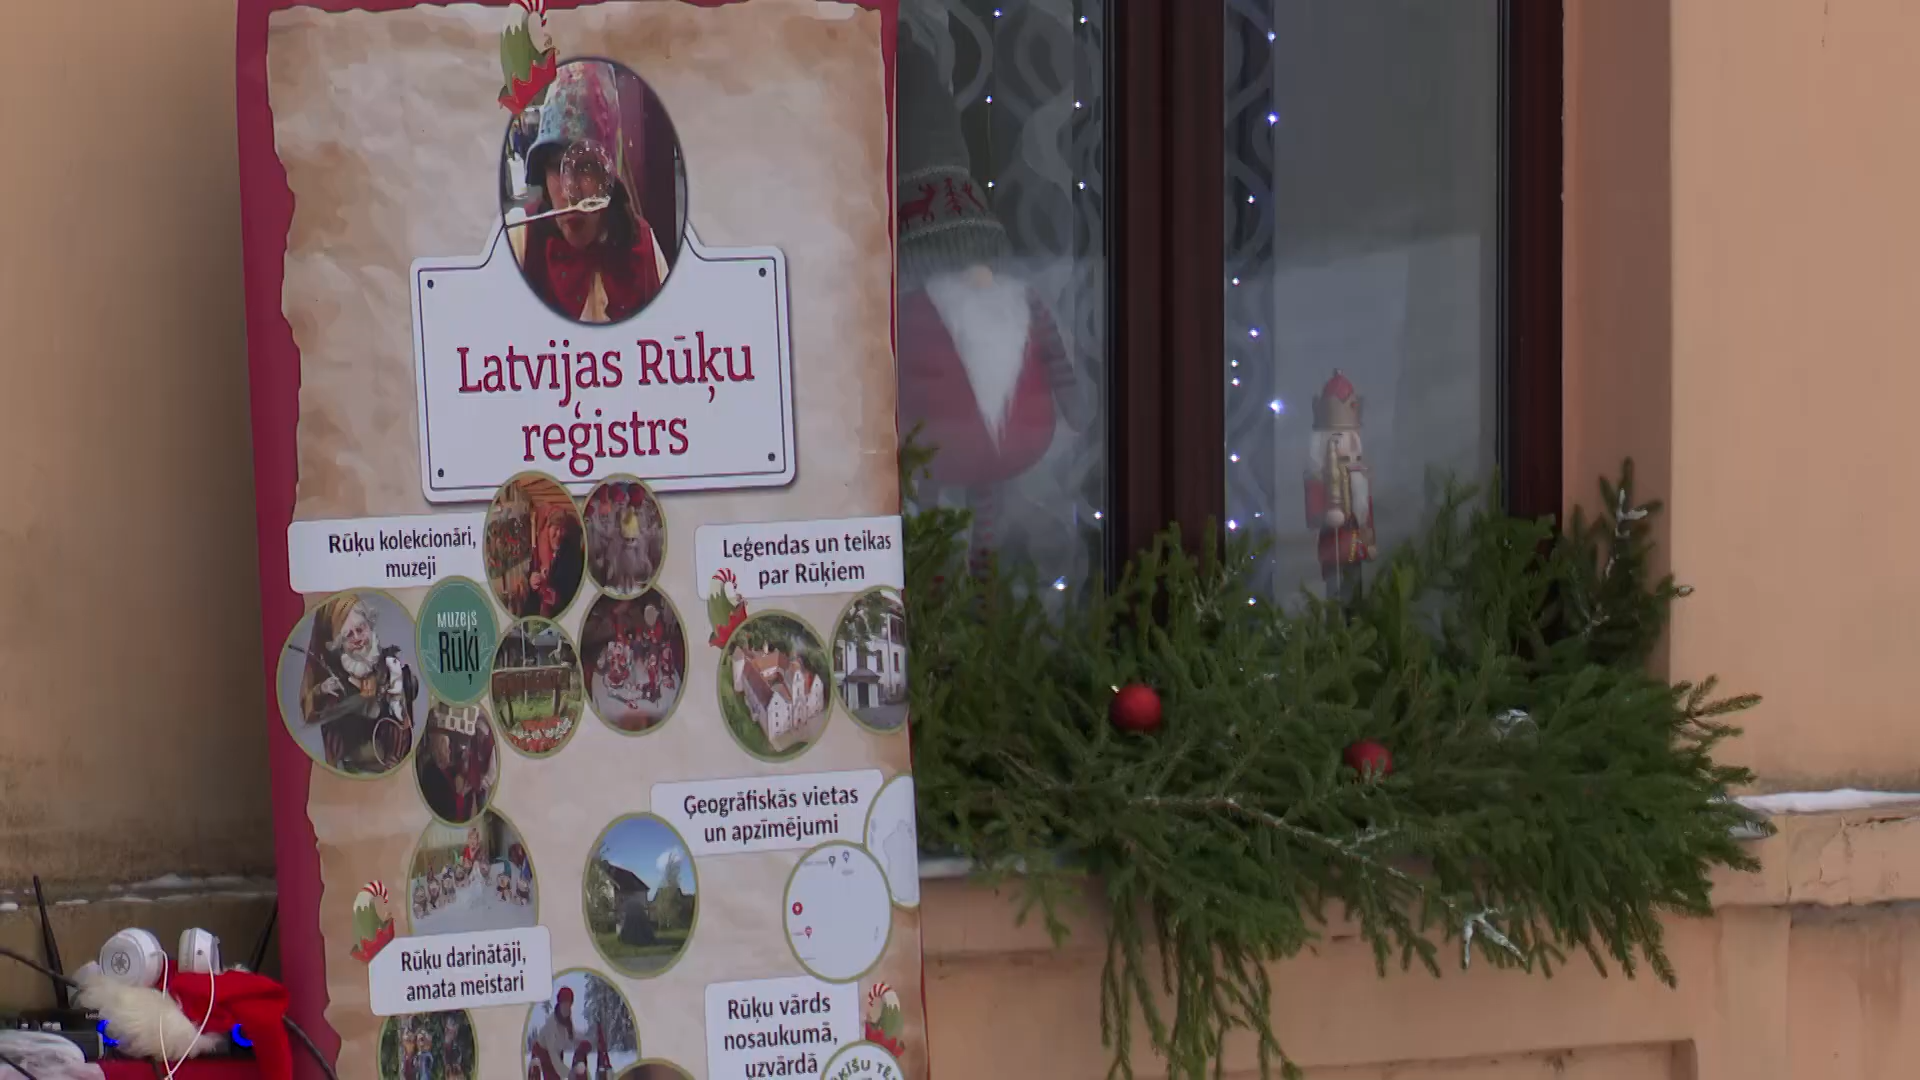 Latvijas Rūķu
reģistrs
Rūķu kolekcionāri,
muzeji
Leģendas un teikas
par Rūķiem
MUZEJS
RŪĶI
Ģeogrāfiskās vietas
un apzīmējumi
Rūķu darinātāji,
amata meistari
Rūķu vārds
nosaukumā,
uzvārdā